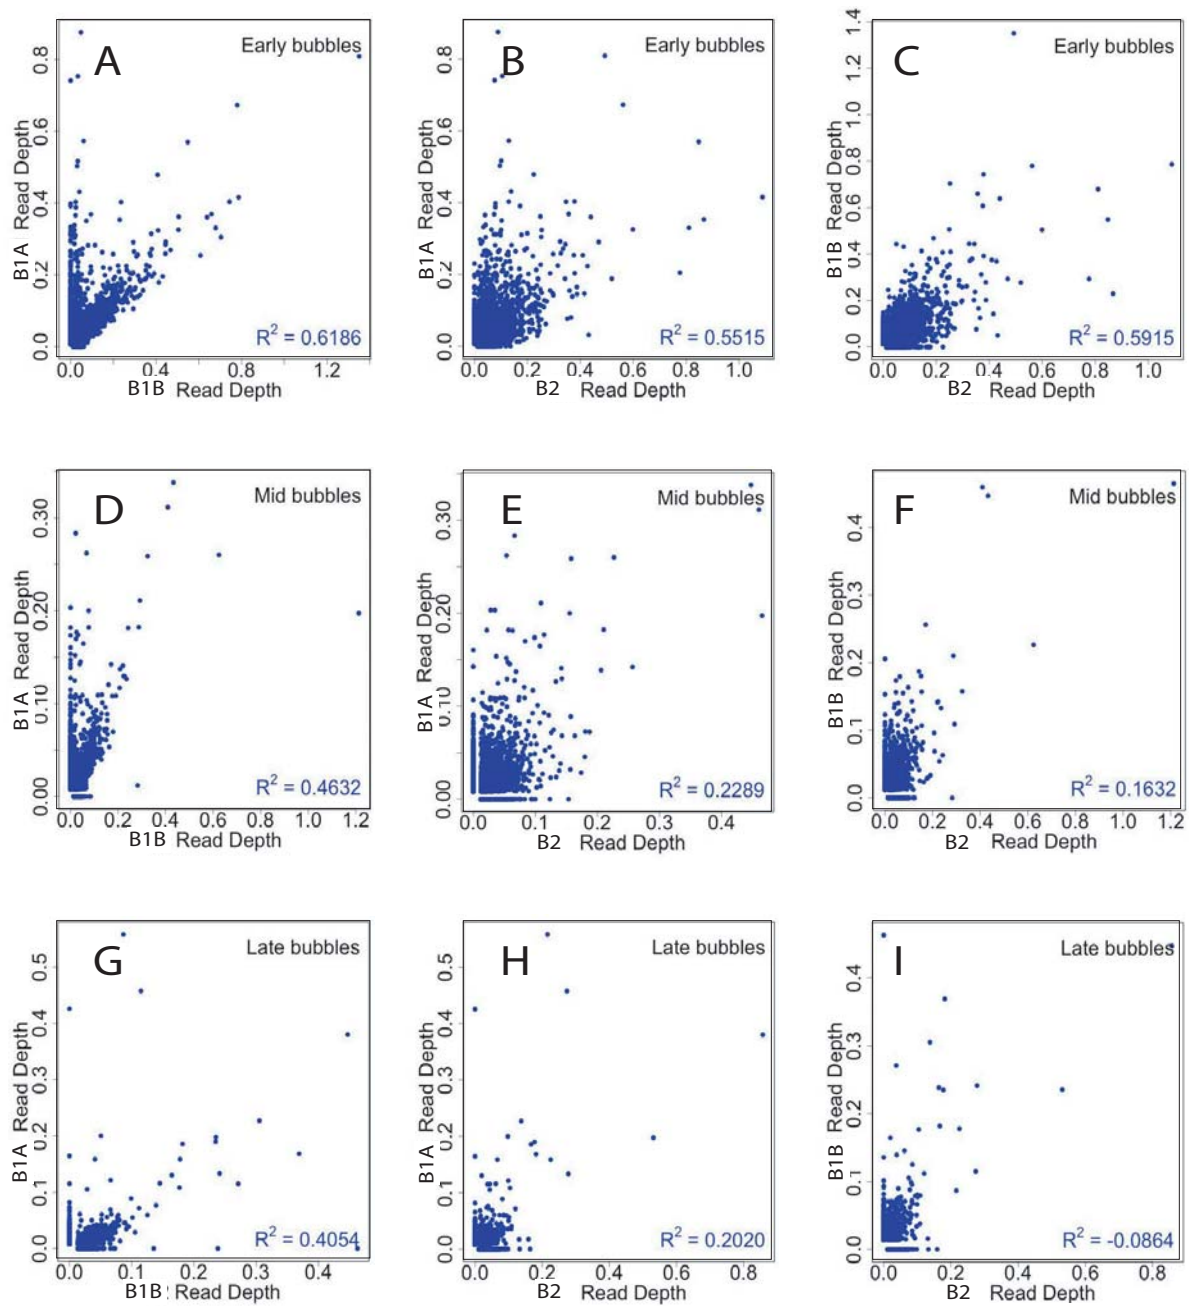 A
Early bubbles
R² = 0.6186
B1A Read Depth
0.0 0.2 0.4 0.6 0.8
0.0 0.4 0.8 1.2
B1B Read Depth
B
Early bubbles
R² = 0.5515
B1A Read Depth
0.0 0.2 0.4 0.6 0.8
0.0 0.2 0.4 0.6 0.8 1.0
B2 Read Depth
C
Early bubbles
R² = 0.5915
B1B Read Depth
0.0 0.2 0.4 0.6 0.8 1.0 1.2 1.4
0.0 0.2 0.4 0.6 0.8 1.0
B2 Read Depth
D
Mid bubbles
R² = 0.4632
B1A Read Depth
0.00 0.10 0.20 0.30
0.0 0.2 0.4 0.6 0.8 1.0 1.2
B1B Read Depth
E
Mid bubbles
R² = 0.2289
B1A Read Depth
0.00 0.10 0.20 0.30
0.0 0.1 0.2 0.3 0.4
B2 Read Depth
F
Mid bubbles
R² = 0.1632
B1B Read Depth
0.0 0.1 0.2 0.3 0.4
0.0 0.2 0.4 0.6 0.8 1.0 1.2
B2 Read Depth
G
Late bubbles
R² = 0.4054
B1A Read Depth
0.0 0.1 0.2 0.3 0.4 0.5
0.0 0.1 0.2 0.3 0.4
B1B Read Depth
H
Late bubbles
R² = 0.2020
B1A Read Depth
0.0 0.1 0.2 0.3 0.4 0.5
0.0 0.2 0.4 0.6 0.8
B2 Read Depth
I
Late bubbles
R² = -0.0864
B1B Read Depth
0.0 0.1 0.2 0.3 0.4
0.0 0.2 0.4 0.6 0.8
B2 Read Depth